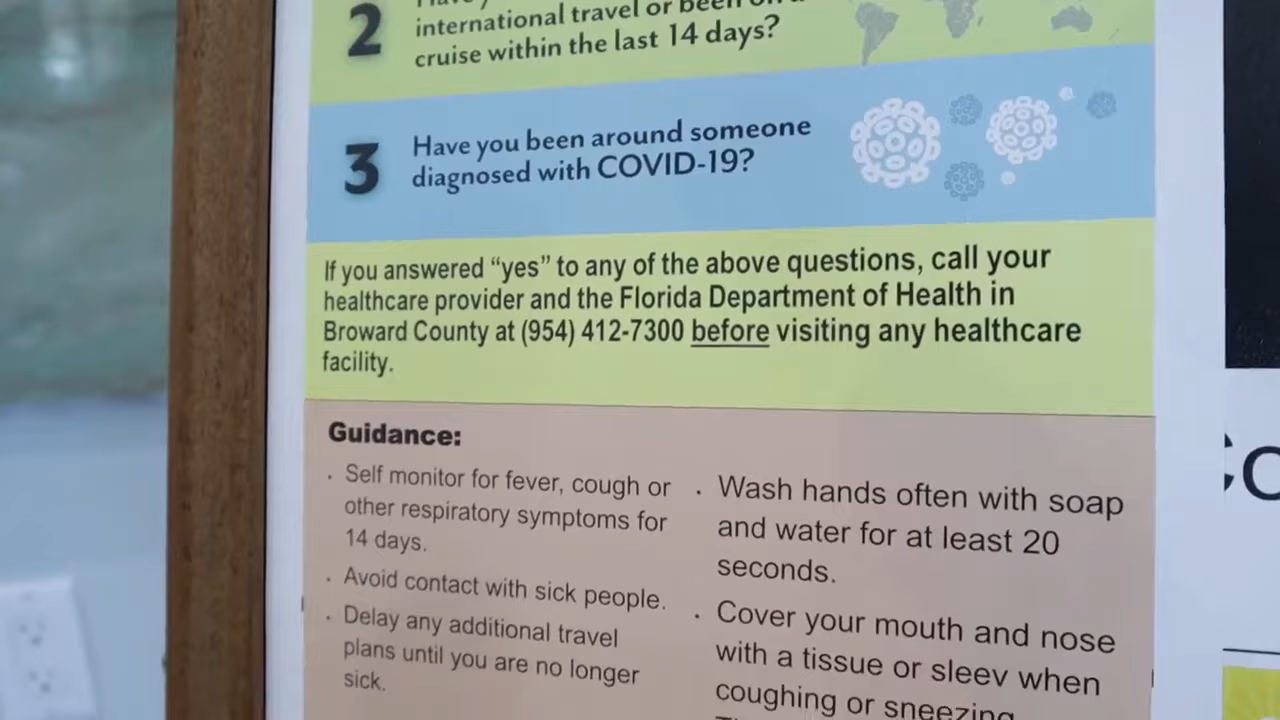 2
international travel or been on a
cruise within the last 14 days?
3
Have you been around someone
diagnosed with COVID-19?
If you answered “yes” to any of the above questions, call your
healthcare provider and the Florida Department of Health in
Broward County at (954) 412-7300 before visiting any healthcare
facility.
Guidance:
· Self monitor for fever, cough or
other respiratory symptoms for
14 days.
· Avoid contact with sick people.
· Delay any additional travel
plans until you are no longer
sick.
· Wash hands often with soap
and water for at least 20
seconds.
· Cover your mouth and nose
with a tissue or sleev when
coughing or sneezing